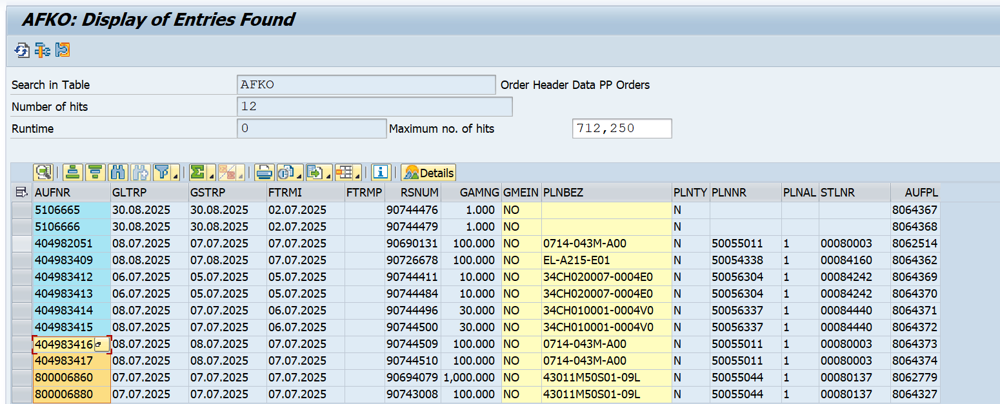 AFKO: Display of Entries Found
Search in Table AFKO Order Header Data PP Orders
Number of hits 12
Runtime 0 Maximum no. of hits 712,250
Details
AUFNR GLTRP GSTRP FTRMI FTRMP RSNUM GAMNG GMEIN PLNBEZ PLNTY PLNNR PLNAL STLNR AUFPL
5106665 30.08.2025 30.08.2025 02.07.2025 90744476 1.000 NO N 8064367
5106666 30.08.2025 30.08.2025 02.07.2025 90744479 1.000 NO N 8064368
404982051 08.07.2025 07.07.2025 07.07.2025 90690131 100.000 NO 0714-043M-A00 N 50055011 1 00080003 8062514
404983409 08.08.2025 07.08.2025 07.07.2025 90726678 100.000 NO EL-A215-E01 N 50054338 1 00084160 8064362
404983412 06.07.2025 05.07.2025 05.07.2025 90744411 10.000 NO 34CH020007-0004E0 N 50056304 1 00084242 8064369
404983413 06.07.2025 05.07.2025 05.07.2025 90744484 10.000 NO 34CH020007-0004E0 N 50056304 1 00084242 8064370
404983414 08.07.2025 07.07.2025 06.07.2025 90744496 30.000 NO 34CH010001-0004V0 N 50056337 1 00084440 8064371
404983415 08.07.2025 07.07.2025 06.07.2025 90744500 30.000 NO 34CH010001-0004V0 N 50056337 1 00084440 8064372
404983416 08.07.2025 08.07.2025 07.07.2025 90744509 100.000 NO 0714-043M-A00 N 50055011 1 00080003 8064373
404983417 08.07.2025 08.07.2025 07.07.2025 90744510 100.000 NO 0714-043M-A00 N 50055011 1 00080003 8064374
800006860 07.07.2025 07.07.2025 07.07.2025 90694079 1,000.000 NO 43011M50S01-09L N 50055044 1 00080137 8062779
800006880 07.07.2025 07.07.2025 07.07.2025 90743008 100.000 NO 43011M50S01-09L N 50055044 1 00080137 8064327